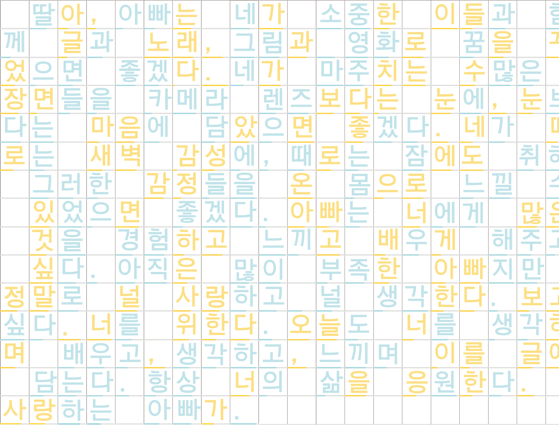 딸아, 아빠는 네가 소중한 이들과
께 글과 노래, 그림과 영화로 꿈을
었으면 좋겠다. 네가 마주치는 수많은
장면들을 카메라 렌즈보다는 눈에, 눈
다는 마음에 담았으면 좋겠다. 네가
로는 새벽 감성에, 때로는 잠에도 취
그러한 감정들을 온 몸으로 느낄
있었으면 좋겠다. 아빠는 너에게 많
것을 경험하고 느끼고 배우게 해주고
싶다. 아직은 많이 부족한 아빠지만
정말로 널 사랑하고 널 생각한다. 보고
싶다. 너를 위한다. 오늘도 너를 생각
며 배우고, 생각하고, 느끼며 이를 글
담는다. 항상 너의 삶을 응원한다.
사랑하는 아빠가.